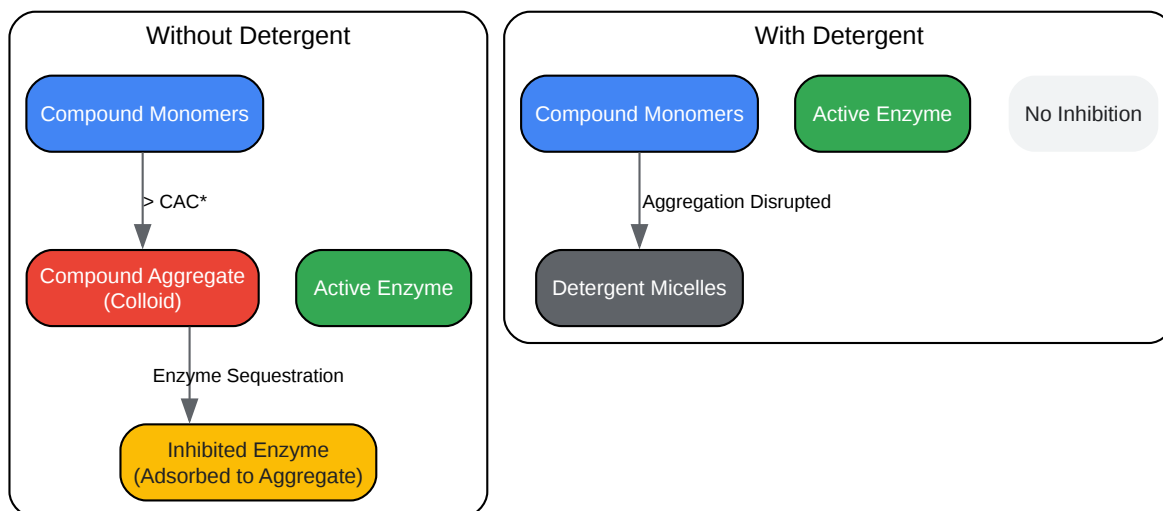 Without Detergent
Compound Monomers
> CAC*
Compound Aggregate
(Colloid)
Active Enzyme
Enzyme Sequestration
Inhibited Enzyme
(Adsorbed to Aggregate)
With Detergent
Compound Monomers
Active Enzyme
No Inhibition
Aggregation Disrupted
Detergent Micelles